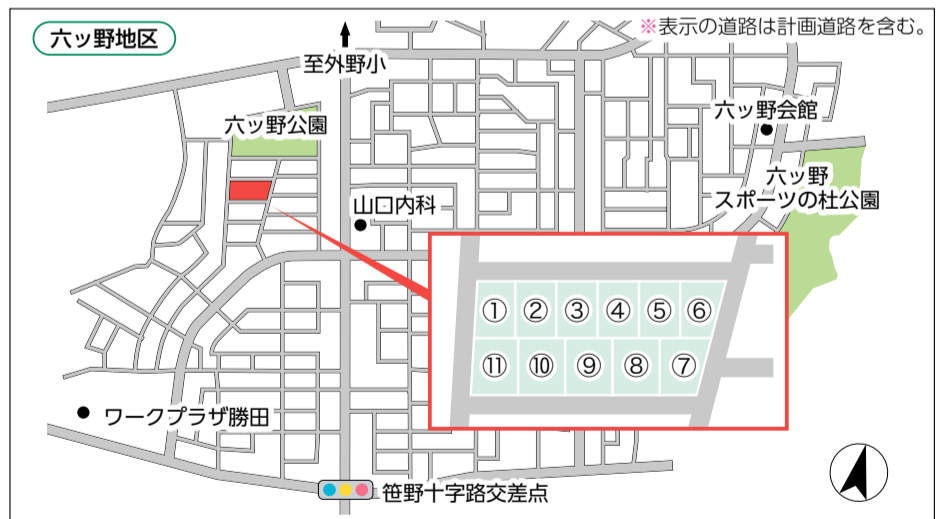 六ッ野地区
※表示の道路は計画道路を含む。
至外野小
六ッ野公園
六ッ野会館
六ッ野
スポーツの杜公園
山口内科
① ② ③ ④ ⑤ ⑥
⑪ ⑩ ⑨ ⑧ ⑦
ワークプラザ勝田
笹野十字路交差点